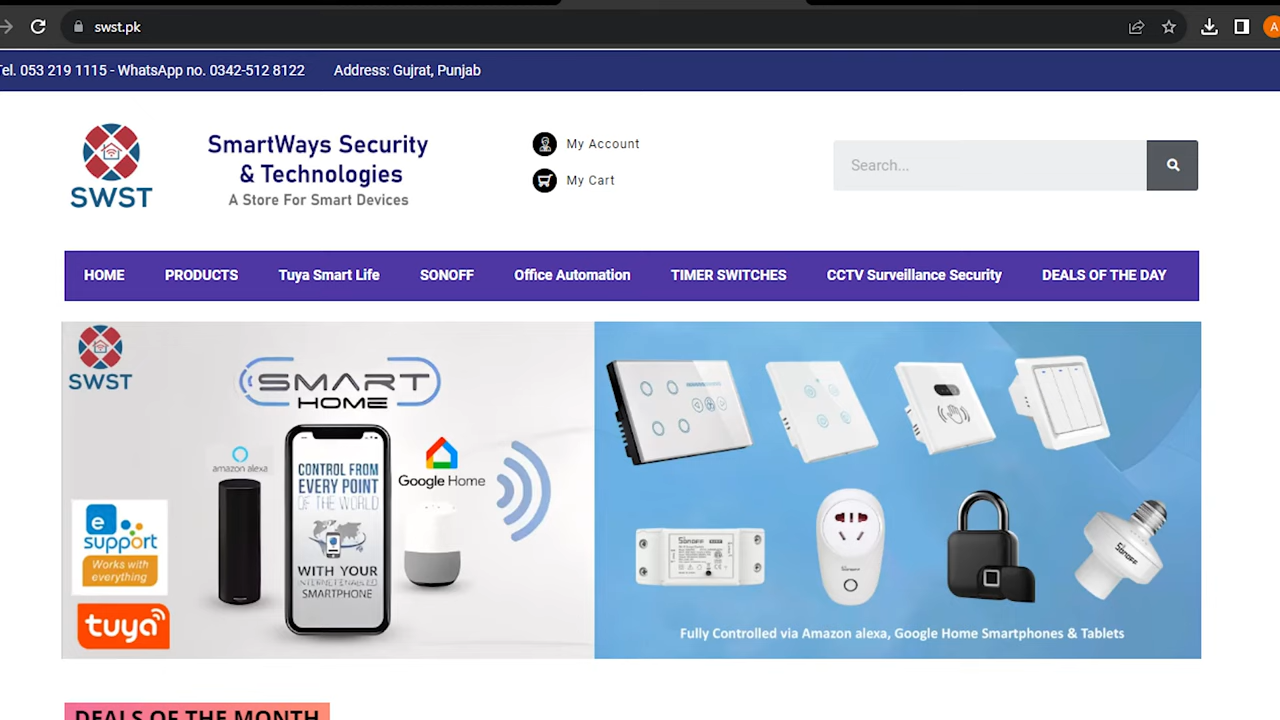 swst.pk
A
Tel. 053 219 1115 - WhatsApp no. 0342-512 8122 Address: Gujrat, Punjab
SWST
SmartWays Security
& Technologies
A Store For Smart Devices
My Account
My Cart
Search...
HOME PRODUCTS Tuya Smart Life SONOFF Office Automation TIMER SWITCHES CCTV Surveillance Security DEALS OF THE DAY
SWST
SMART
HOME
amazon alexa
CONTROL FROM
EVERY POINT
OF THE WORLD
WITH YOUR
INTERNET ENABLED
SMARTPHONE
Google Home
e
support
Works with
everything
tuya
SONOFF
SONOFF
Fully Controlled via Amazon alexa, Google Home Smartphones & Tablets
DEALS OF THE MONTH